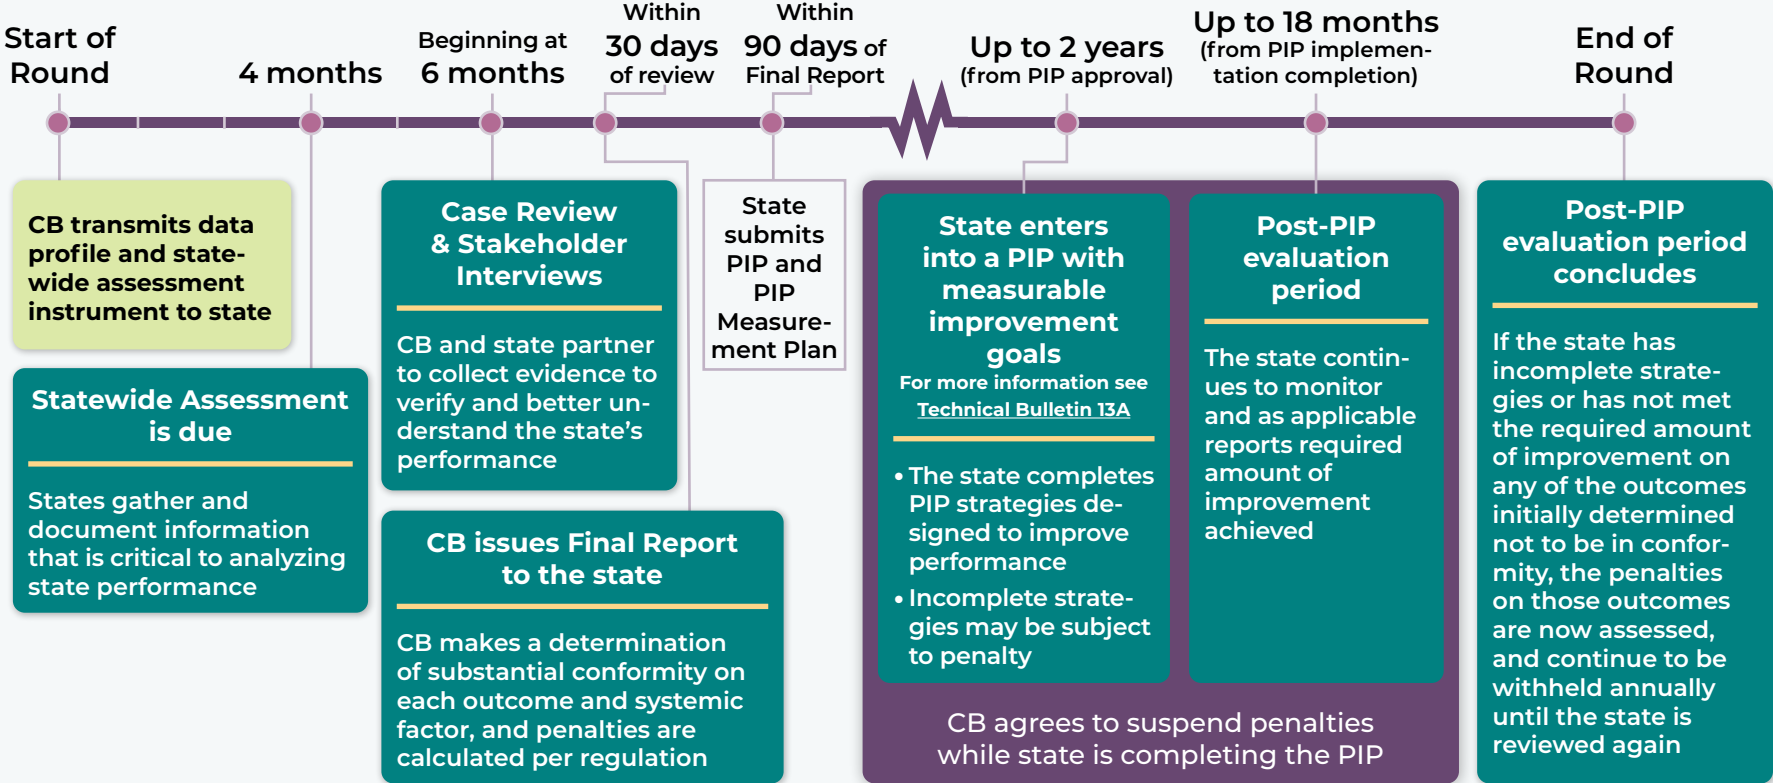 Start of
Round
4 months
Beginning at
6 months
Within
30 days
of review
Within
90 days of
Final Report
Up to 2 years
(from PIP approval)
Up to 18 months
(from PIP implemen-
tation completion)
End of
Round
CB transmits data
profile and state-
wide assessment
instrument to state
Statewide Assessment
is due
States gather and
document information
that is critical to analyzing
state performance
Case Review
& Stakeholder
Interviews
CB and state partner
to collect evidence to
verify and better un-
derstand the state's
performance
CB issues Final Report
to the state
CB makes a determination
of substantial conformity on
each outcome and systemic
factor, and penalties are
calculated per regulation
State
submits
PIP and
PIP
Measure-
ment Plan
State enters
into a PIP with
measurable
improvement
goals
For more information see
Technical Bulletin 13A
• The state completes
PIP strategies de-
signed to improve
performance
• Incomplete strate-
gies may be subject
to penalty
Post-PIP
evaluation
period
The state contin-
ues to monitor
and as applicable
reports required
amount of
improvement
achieved
CB agrees to suspend penalties
while state is completing the PIP
Post-PIP
evaluation period
concludes
If the state has
incomplete strate-
gies or has not met
the required amount
of improvement on
any of the outcomes
initially determined
not to be in confor-
mity, the penalties
on those outcomes
are now assessed,
and continue to be
withheld annually
until the state is
reviewed again